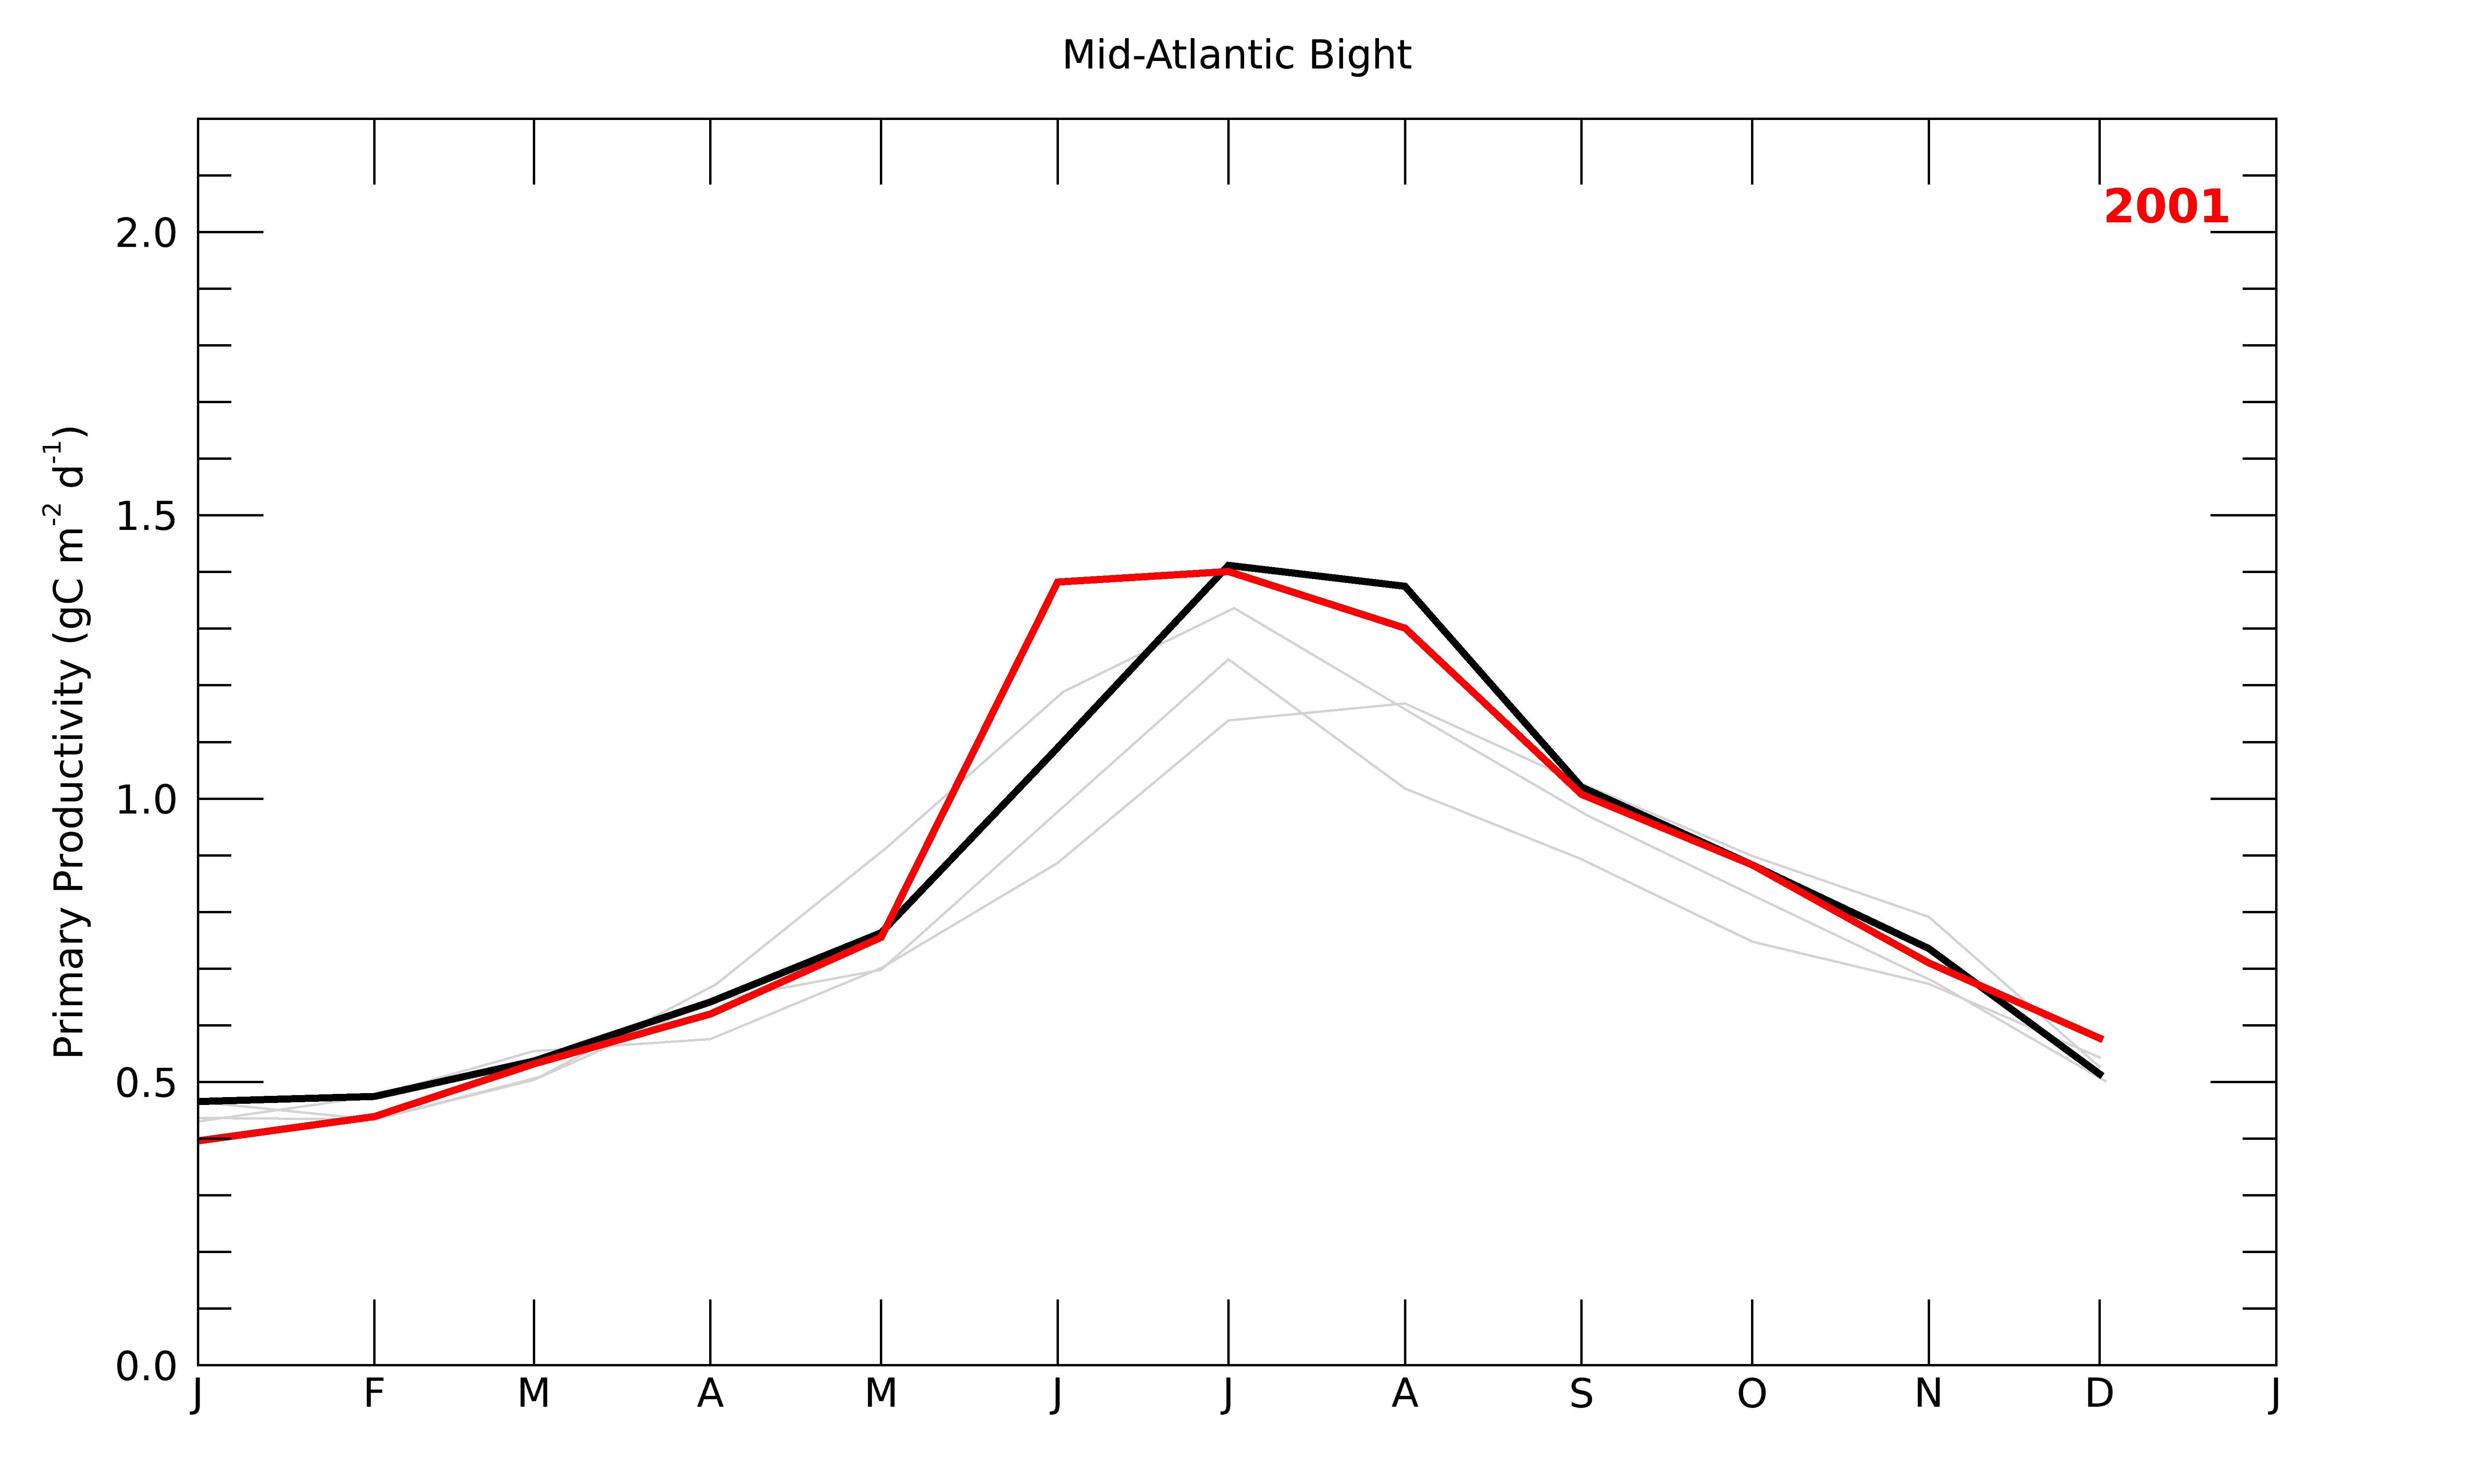 Mid-Atlantic Bight
2001
Primary Productivity (gC m-2 d-1)
2.0
1.5
1.0
0.5
0.0
J F M A M J J A S O N D J